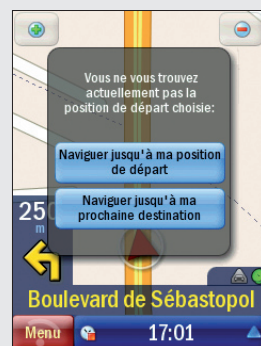 Vous ne vous trouvez
actuellement pas la
position de départ choisie:
Naviguer jusqu'à ma position
de départ
Naviguer jusqu'à ma
prochaine destination
250
m
Boulevard de Sébastopol
Menu
17:01